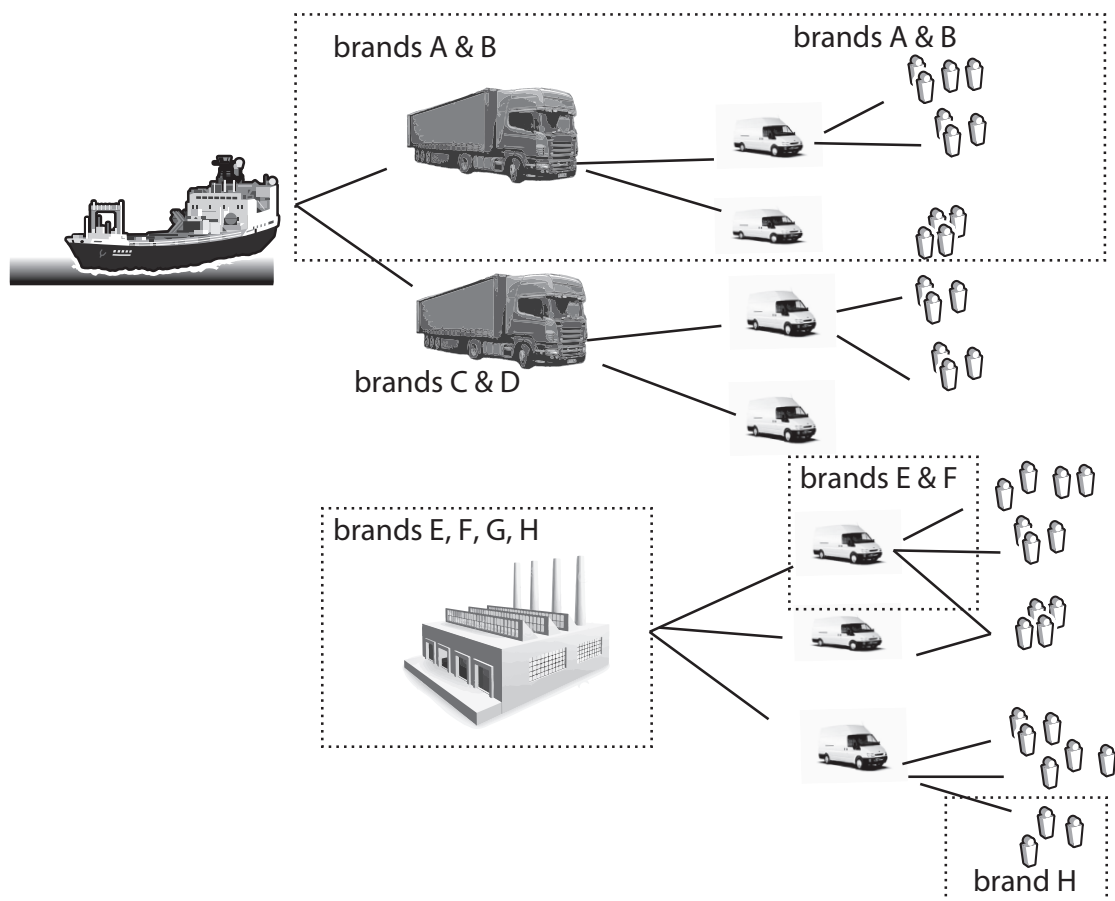 brands A & B
brands A & B
brands C & D
brands E & F
brands E, F, G, H
brand H